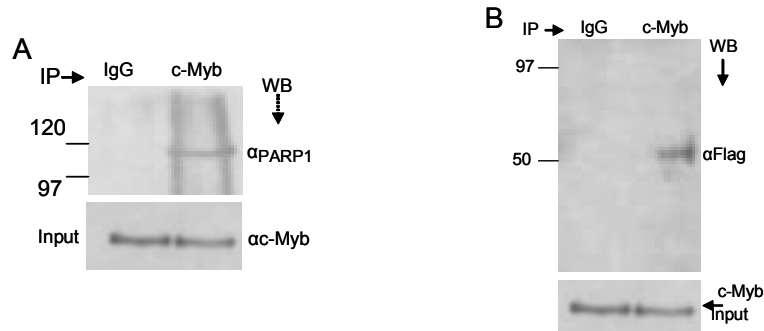 A
IP IgG c-Myb
WB
120
αPARP1
97
Input αc-Myb
B
IP IgG c-Myb
WB
97
50 αFlag
c-Myb
Input